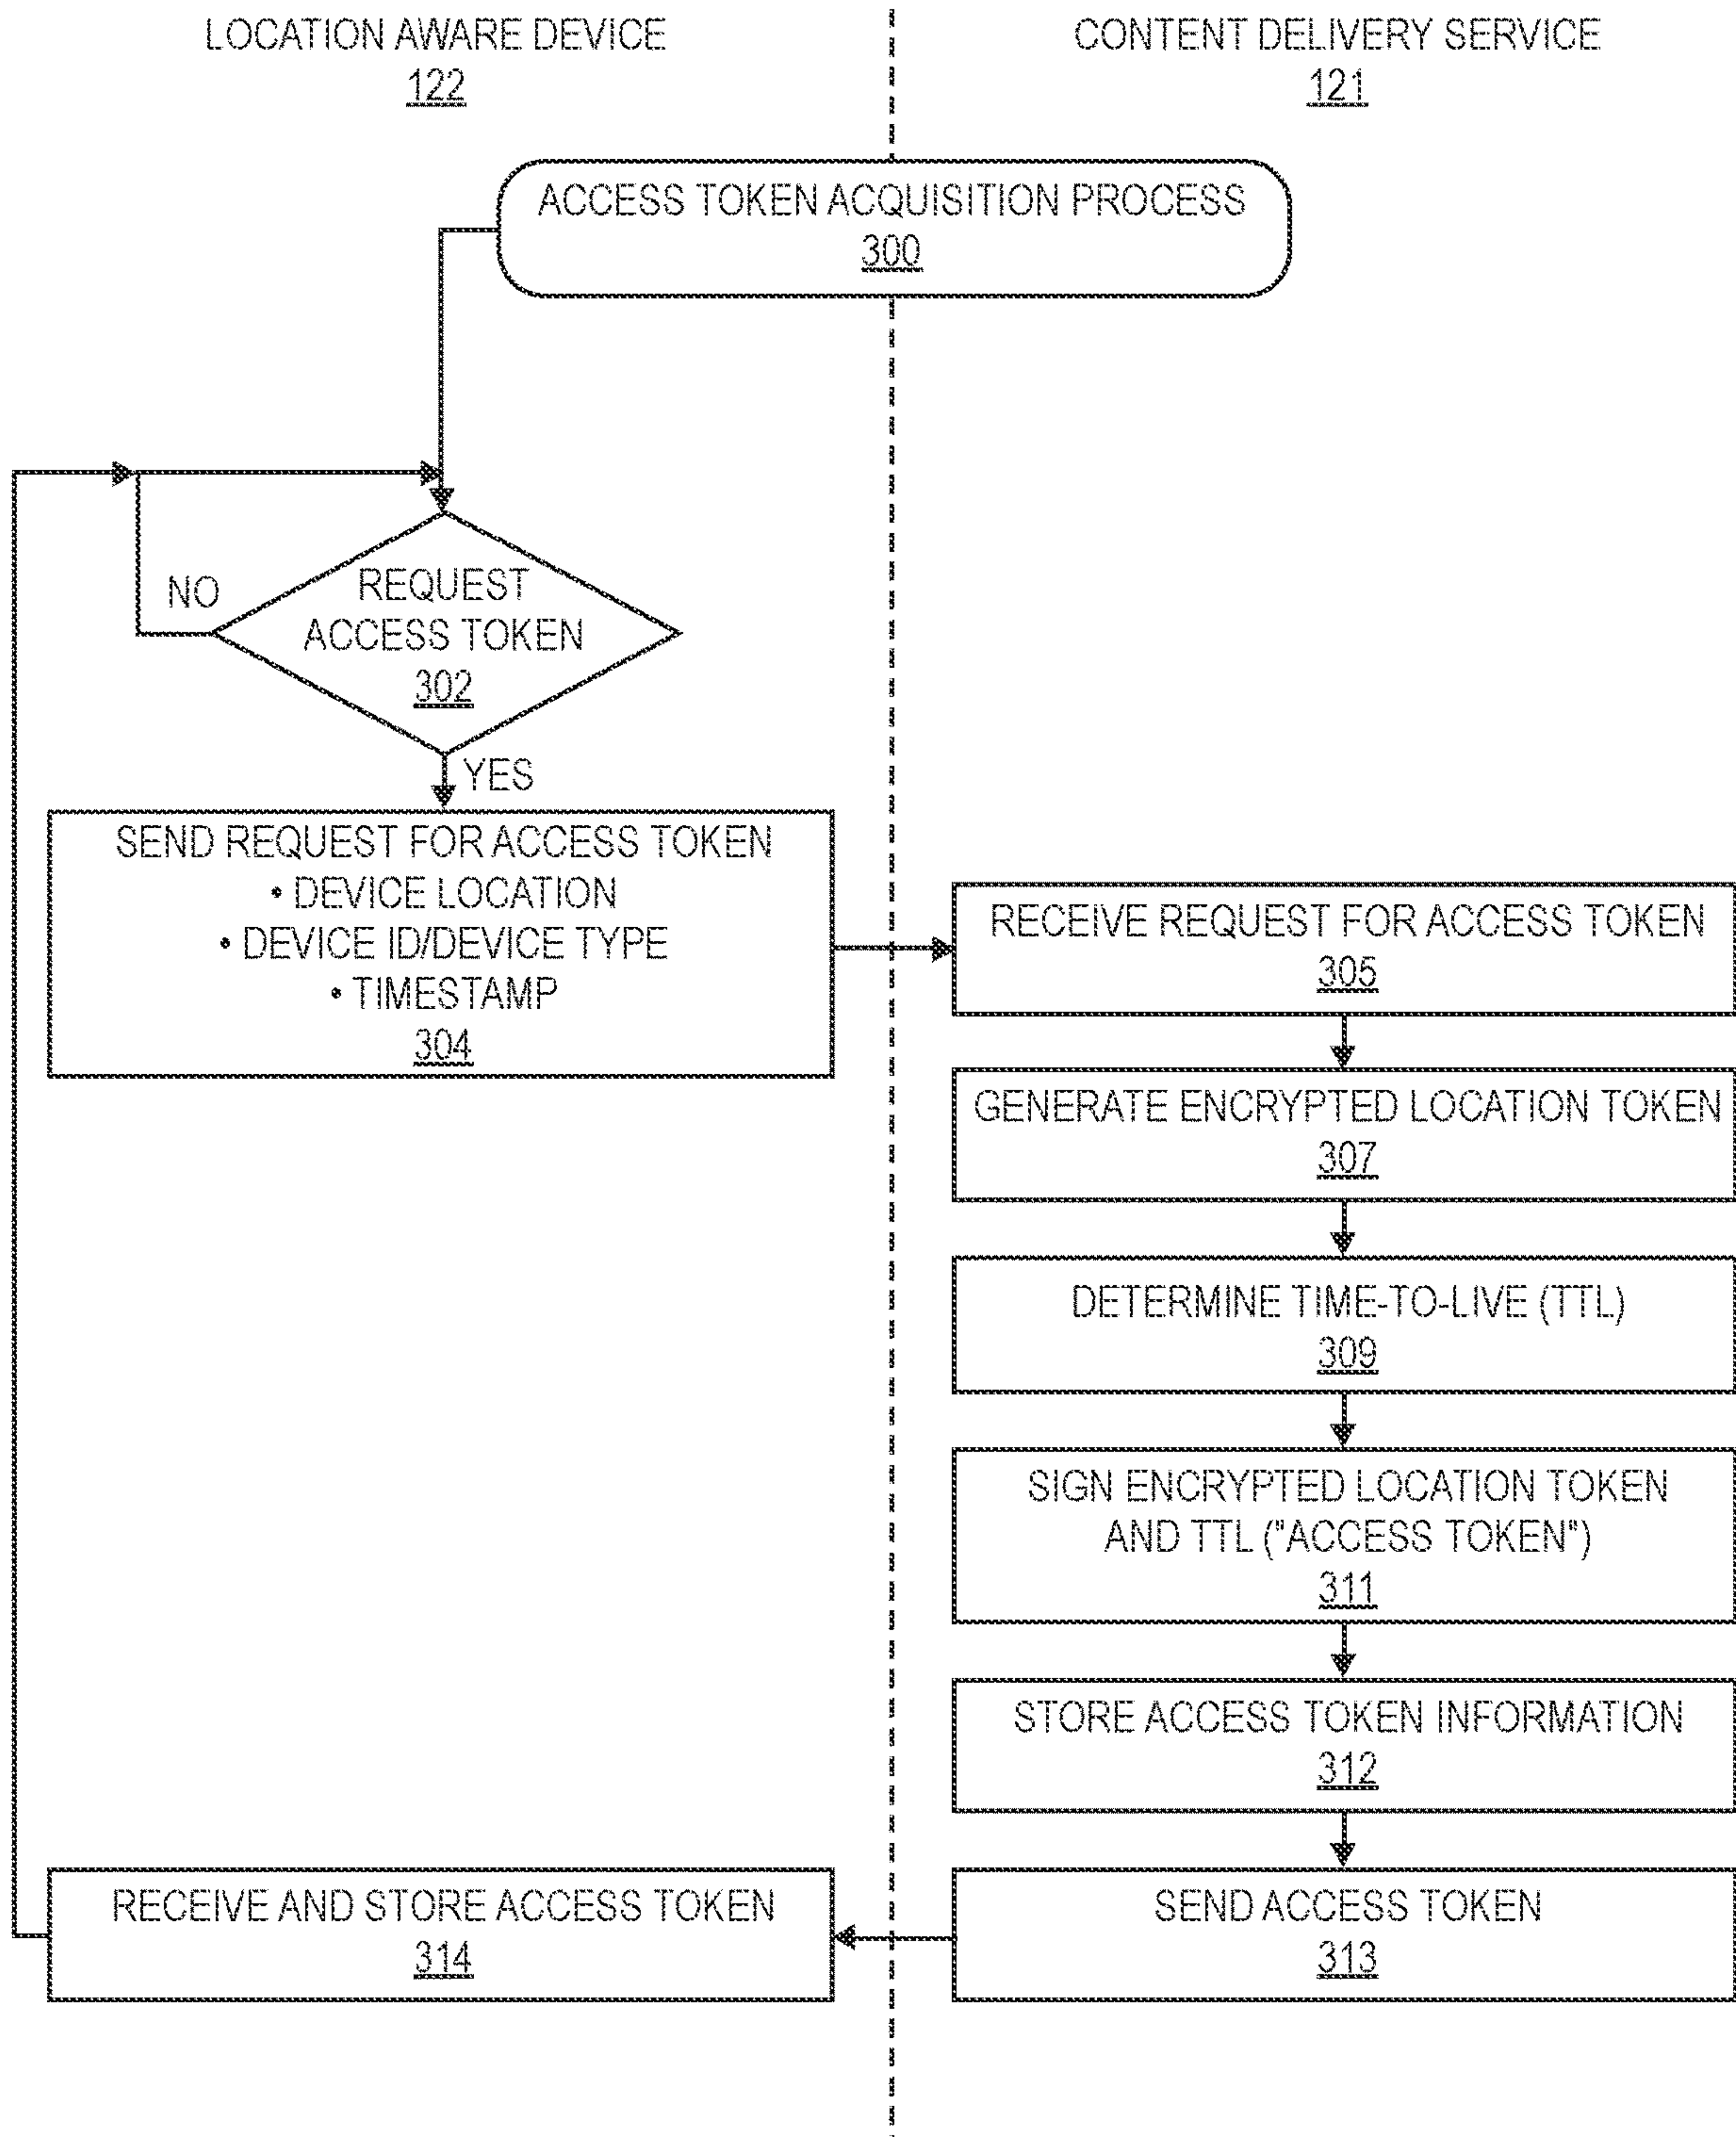 LOCATION AWARE DEVICE
122
CONTENT DELIVERY SERVICE
121
ACCESS TOKEN ACQUISITION PROCESS
300
NO
REQUEST
ACCESS TOKEN
302
YES
SEND REQUEST FOR ACCESS TOKEN
• DEVICE LOCATION
• DEVICE ID/DEVICE TYPE
• TIMESTAMP
304
RECEIVE REQUEST FOR ACCESS TOKEN
305
GENERATE ENCRYPTED LOCATION TOKEN
307
DETERMINE TIME-TO-LIVE (TTL)
309
SIGN ENCRYPTED LOCATION TOKEN
AND TTL ("ACCESS TOKEN")
311
STORE ACCESS TOKEN INFORMATION
312
SEND ACCESS TOKEN
313
RECEIVE AND STORE ACCESS TOKEN
314